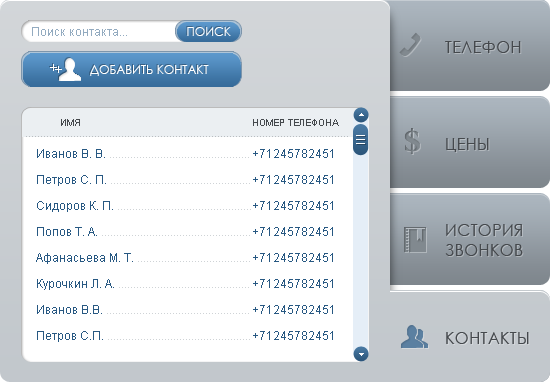 Поиск контакта...
ПОИСК
ДОБАВИТЬ КОНТАКТ
ИМЯ НОМЕР ТЕЛЕФОНА
Иванов В. В. +71245782451
Петров С. П. +71245782451
Сидоров К. П. +71245782451
Попов Т. А. +71245782451
Афанасьева М. Т. +71245782451
Курочкин Л. А. +71245782451
Иванов В.В. +71245782451
Петров С.П. +71245782451
ТЕЛЕФОН
$
ЦЕНЫ
ИСТОРИЯ
ЗВОНКОВ
КОНТАКТЫ